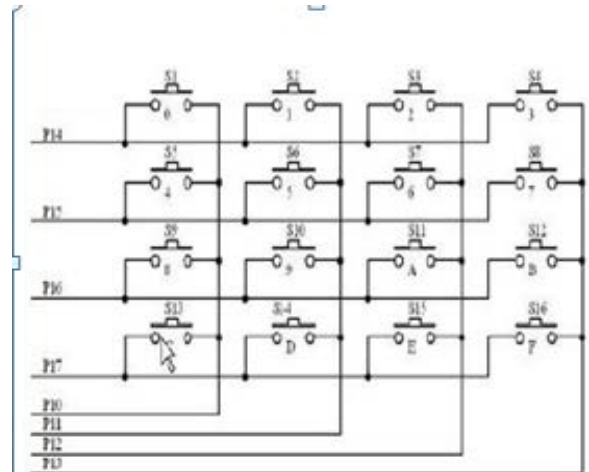 S1 S2 S3 S4
0 1 2 3
P14
S5 S6 S7 S8
4 5 6 7
P15
S9 S10 S11 S12
8 9 A B
P16
S13 S14 S15 S16
C D E F
P17
P10
P11
P12
P13